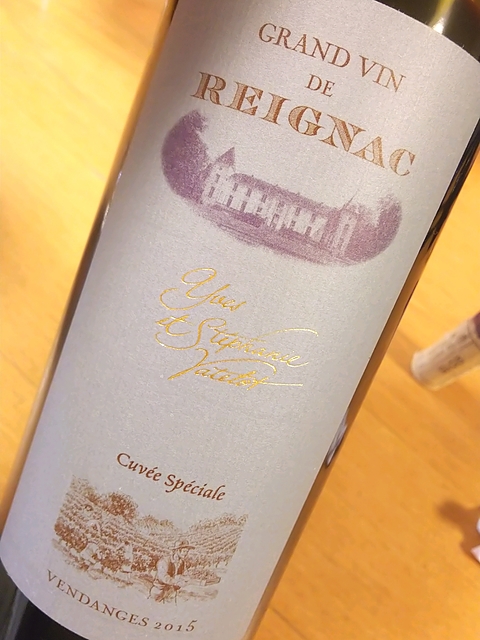 GRAND VIN
DE
REIGNAC
Yves
et Stéphanie
Vatelot
Cuvée Spéciale
VENDANGES 2015